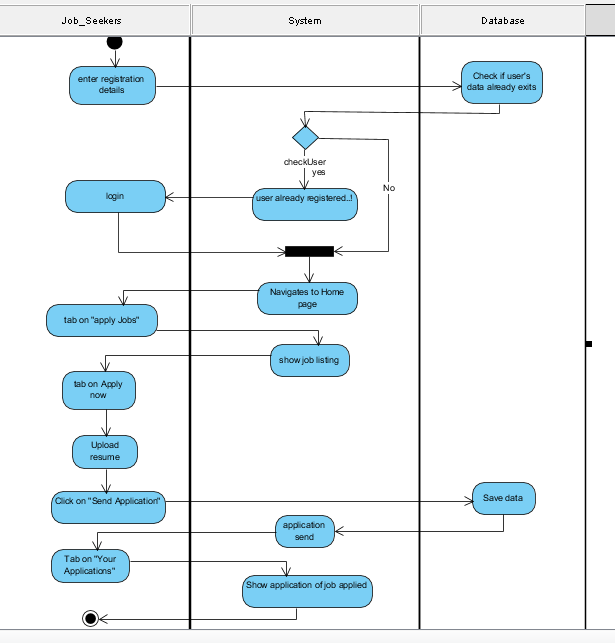 Job_Seekers
System
Database
enter registration
details
Check if user's
data already exits
checkUser
yes
No
login
user already registered..!
Navigates to Home
page
tab on "apply Jobs"
show job listing
tab on Apply
now
Upload
resume
Click on "Send Application"
Save data
application
send
Tab on "Your
Applications"
Show application of job applied